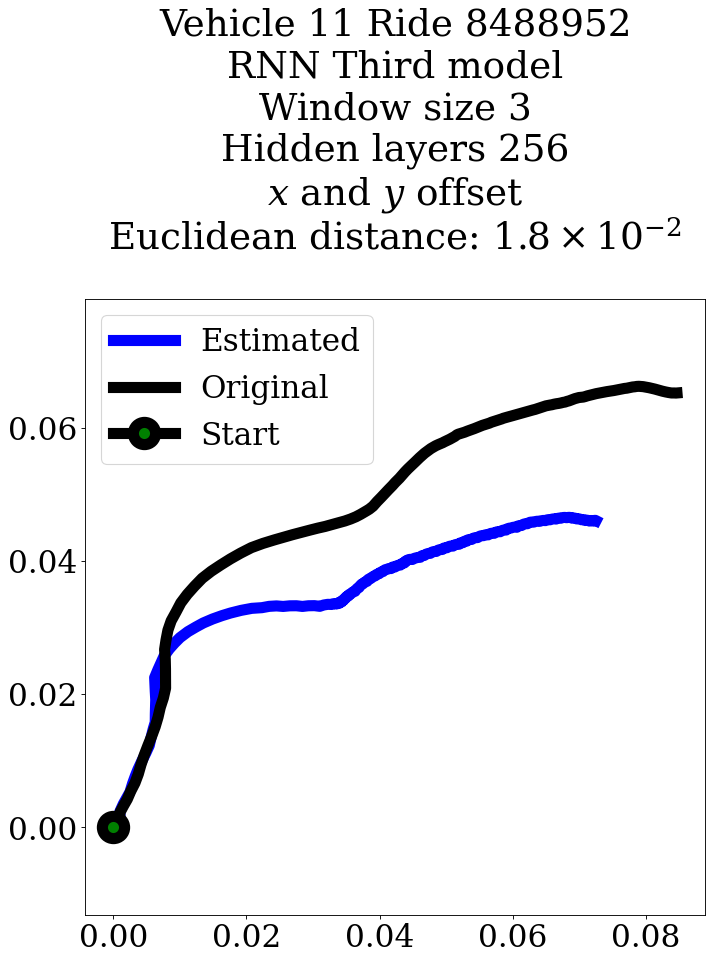 Vehicle 11 Ride 8488952
RNN Third model
Window size 3
Hidden layers 256
x and y offset
Euclidean distance: 1.8 × 10⁻²
Estimated
Original
Start
0.06
0.04
0.02
0.00
0.00 0.02 0.04 0.06 0.08